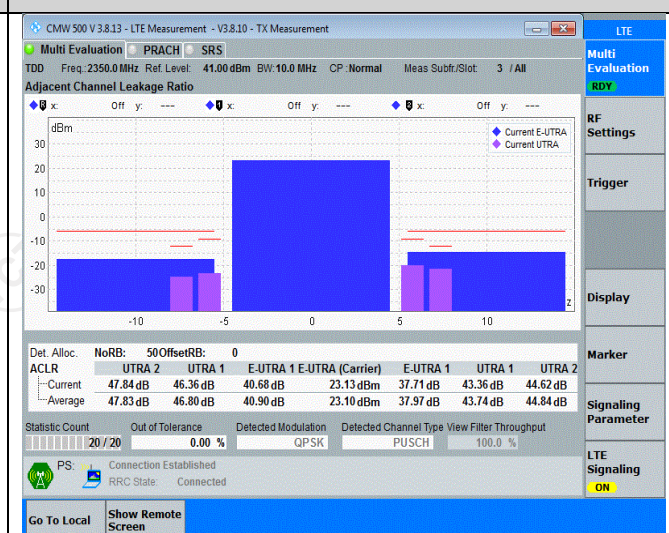 CMW 500 V 3.8.13 - LTE Measurement - V3.8.10 - TX Measurement
LTE
Multi Evaluation PRACH SRS
TDD Freq.:2350.0 MHz Ref. Level: 41.00 dBm BW:10.0 MHz CP :Normal Meas Subfr./Slot: 3 / All
Adjacent Channel Leakage Ratio
x: Off y: --- x: Off y: --- x: Off y: ---
dBm
Current E-UTRA
Current UTRA
30
20
10
0
-10
-20
-30
z
-10 -5 0 5 10
Det. Alloc. NoRB: 50 OffsetRB: 0
ACLR UTRA 2 UTRA 1 E-UTRA 1 E-UTRA (Carrier) E-UTRA 1 UTRA 1 UTRA 2
Current 47.84 dB 46.36 dB 40.68 dB 23.13 dBm 37.71 dB 43.36 dB 44.62 dB
Average 47.83 dB 46.80 dB 40.90 dB 23.10 dBm 37.97 dB 43.74 dB 44.84 dB
Statistic Count Out of Tolerance Detected Modulation Detected Channel Type View Filter Throughput
20 / 20 0.00 % QPSK PUSCH 100.0 %
PS: Connection Established
RRC State: Connected
Multi
Evaluation
RDY
RF
Settings
Trigger
Display
Marker
Signaling
Parameter
LTE
Signaling
ON
Go To Local
Show Remote
Screen